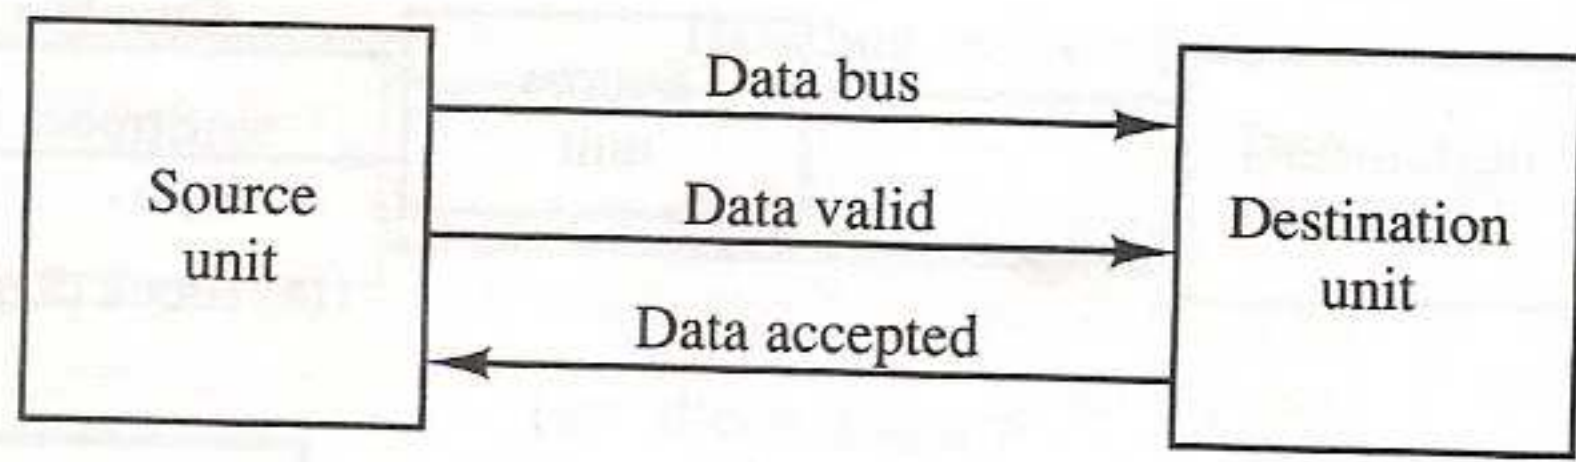 Source
unit
Data bus
Data valid
Data accepted
Destination
unit